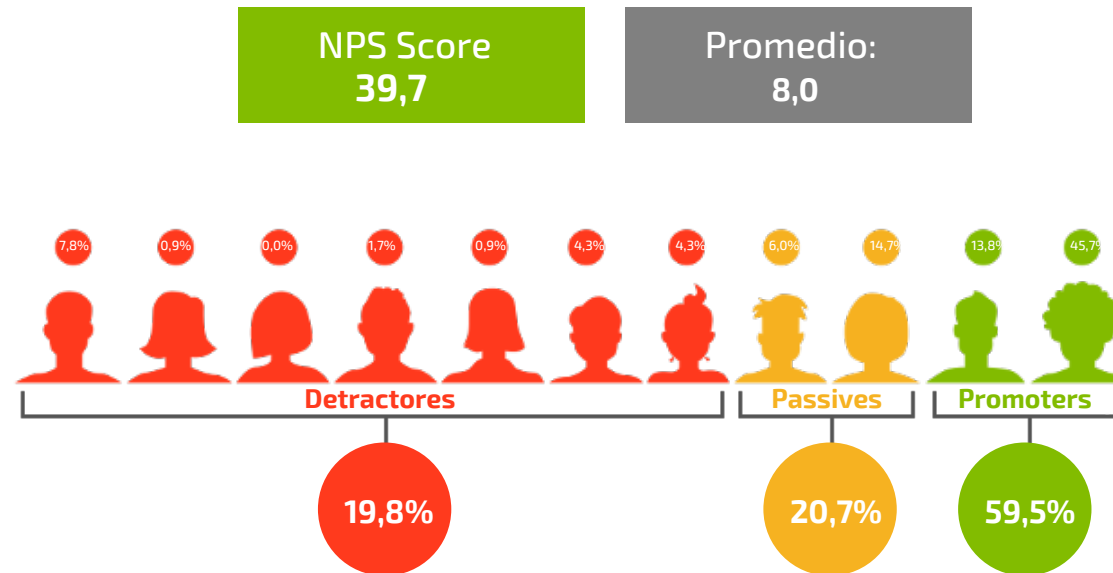 NPS Score
39,7
Promedio:
8,0
7,8% 0,9% 0,0% 1,7% 0,9% 4,3% 4,3% 6,0% 14,7% 13,8% 45,7%
Detractores Passives Promoters
19,8% 20,7% 59,5%